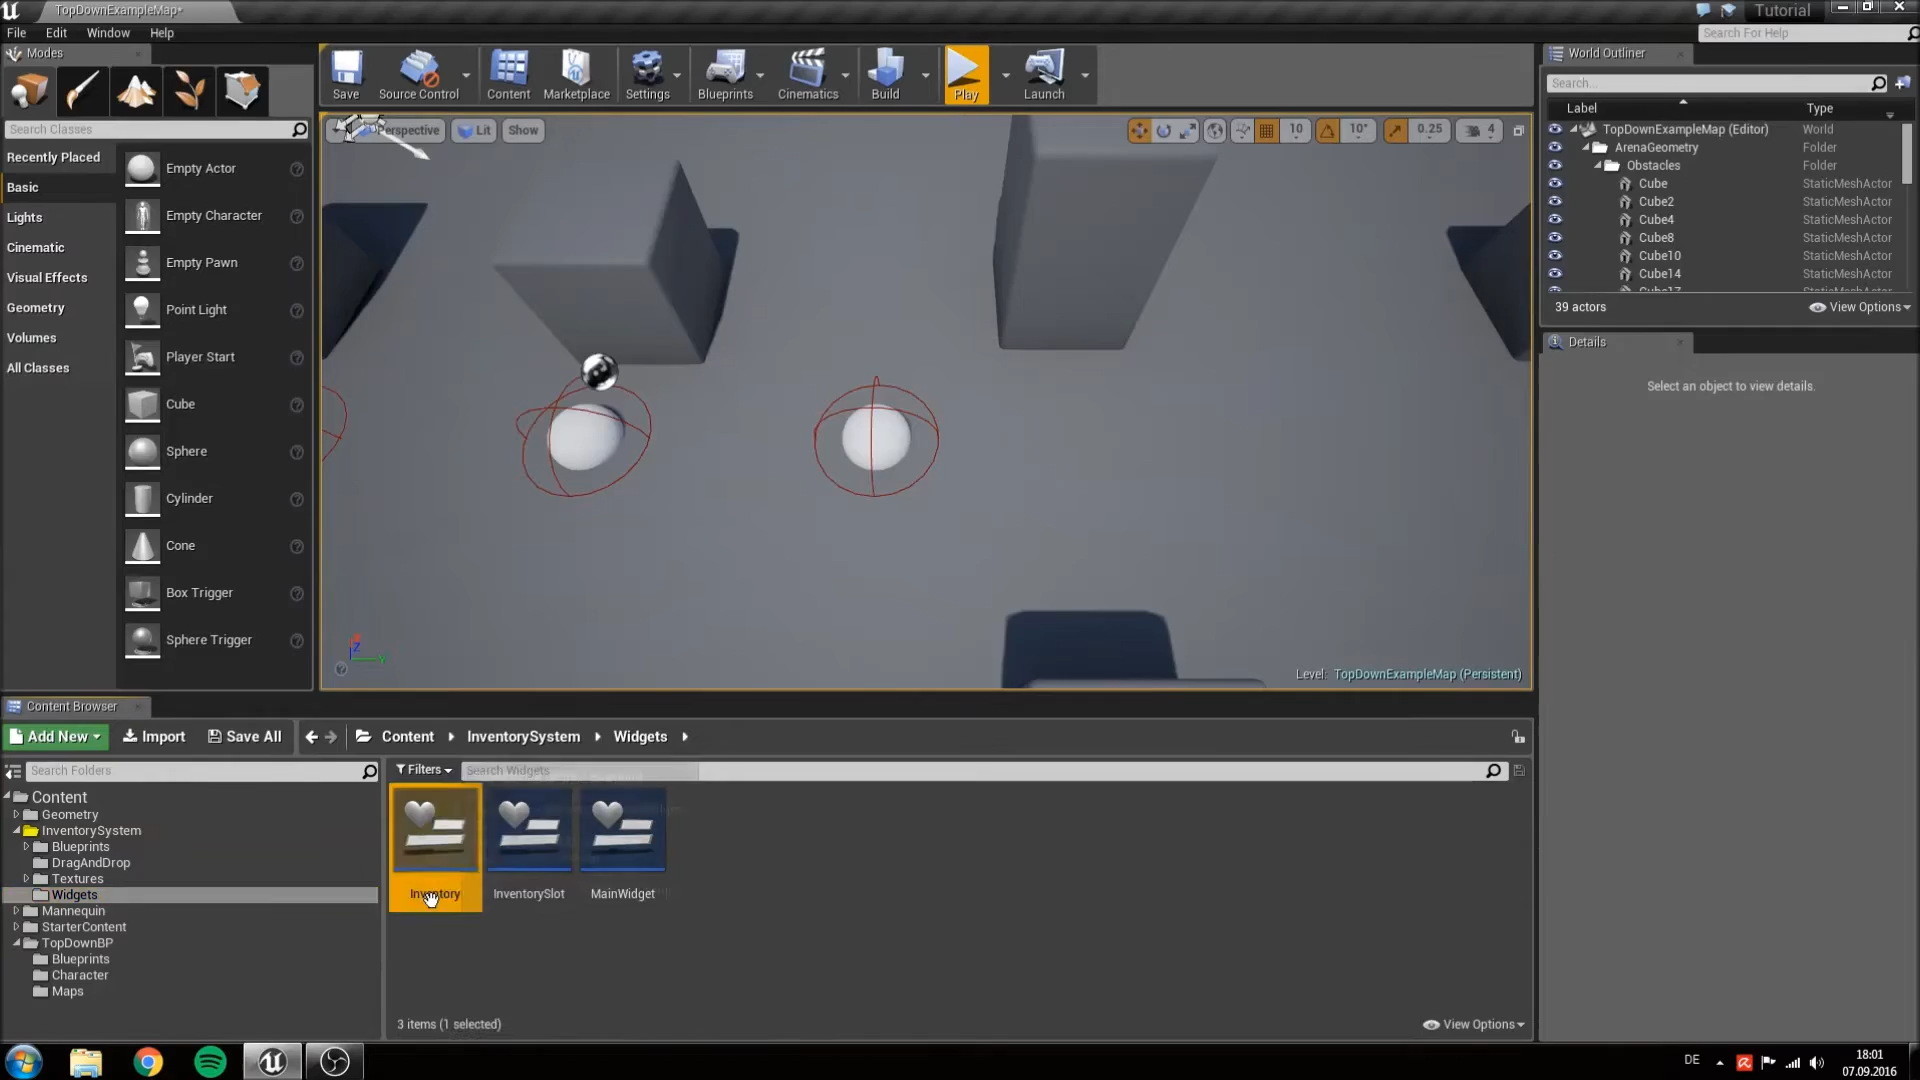 TopDownExampleMap*
Tutorial
File
Edit
Window
Help
Search For Help
Modes
Save
Source Control
Content
Marketplace
Settings
Blueprints
Cinematics
Build
Play
Launch
World Outliner
Search...
Label
Type
Search Classes
Perspective
Lit
Show
10
10°
0.25
4
TopDownExampleMap (Editor)
World
ArenaGeometry
Folder
Obstacles
Folder
Cube
StaticMeshActor
Cube2
StaticMeshActor
Cube4
StaticMeshActor
Cube8
StaticMeshActor
Cube10
StaticMeshActor
Cube14
StaticMeshActor
39 actors
View Options
Details
Select an object to view details.
Recently Placed
Basic
Lights
Cinematic
Visual Effects
Geometry
Volumes
All Classes
Empty Actor
Empty Character
Empty Pawn
Point Light
Player Start
Cube
Sphere
Cylinder
Cone
Box Trigger
Sphere Trigger
X
Z
Y
Level: TopDownExampleMap (Persistent)
Content Browser
Add New
Import
Save All
Content
InventorySystem
Widgets
Search Folders
Filters
Search Widgets
Content
Geometry
InventorySystem
Blueprints
DragAndDrop
Textures
Widgets
Mannequin
StarterContent
TopDownBP
Blueprints
Character
Maps
Inventory
InventorySlot
MainWidget
3 items (1 selected)
View Options
DE
18:01
07.09.2016